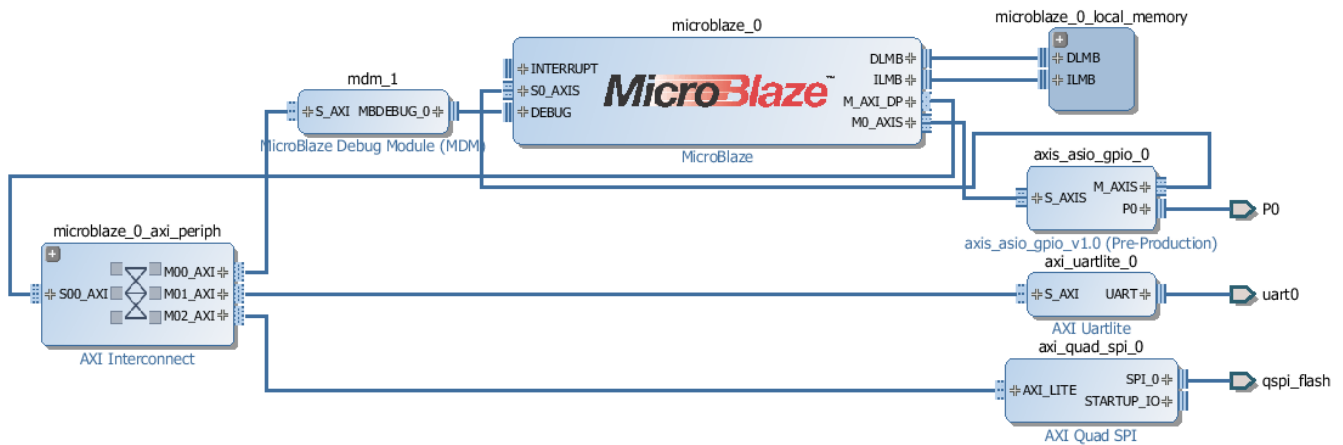 microblaze_0_local_memory
DLMB
ILMB
microblaze_0
INTERRUPT
S0_AXIS
DEBUG
MicroBlaze™
DLMB
ILMB
M_AXI_DP
M0_AXIS
MicroBlaze
mdm_1
S_AXI MBDEBUG_0
MicroBlaze Debug Module (MDM)
axis_asio_gpio_0
S_AXIS
M_AXIS
P0
axis_asio_gpio_v1.0 (Pre-Production)
P0
microblaze_0_axi_periph
S00_AXI
M00_AXI
M01_AXI
M02_AXI
AXI Interconnect
axi_uartlite_0
S_AXI UART
AXI Uartlite
uart0
axi_quad_spi_0
AXI_LITE
SPI_0
STARTUP_IO
AXI Quad SPI
qspi_flash